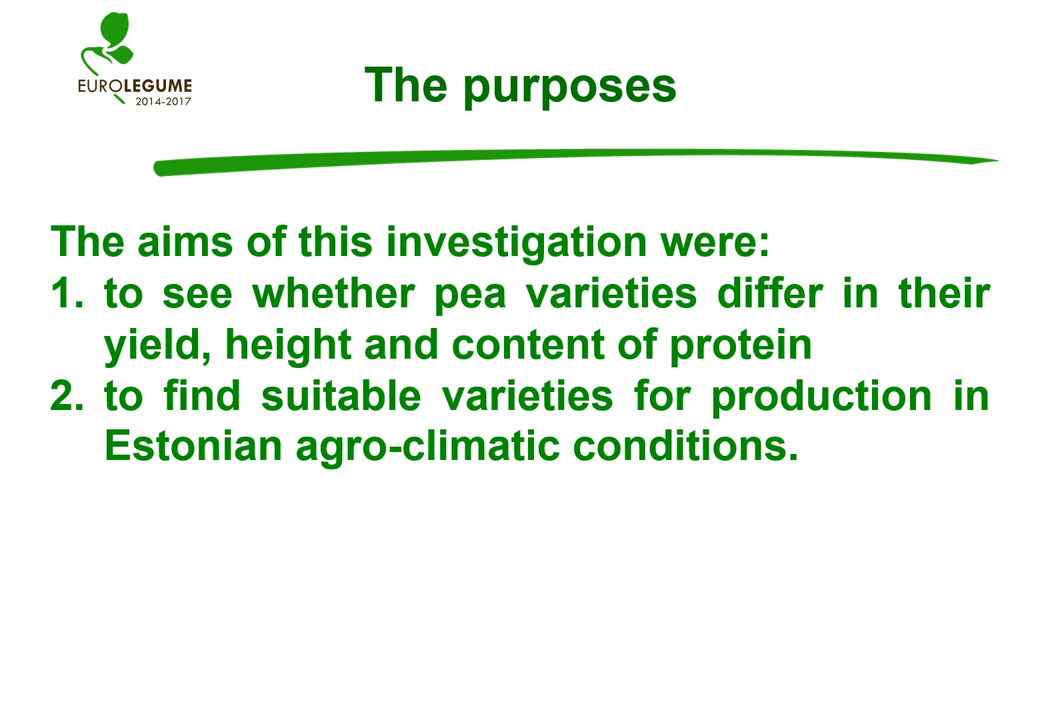 EUROLEGUME
2014-2017
The purposes
The aims of this investigation were:
1. to see whether pea varieties differ in their
yield, height and content of protein
2. to find suitable varieties for production in
Estonian agro-climatic conditions.